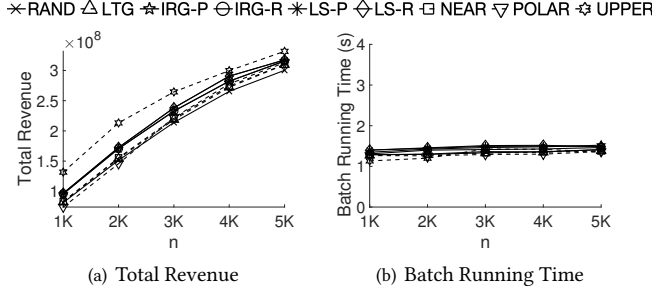 RAND LTG IRG-P IRG-R LS-P LS-R NEAR POLAR UPPER
×10⁸
Total Revenue
3
2.5
2
1.5
1
1K 2K 3K 4K 5K
n
(a) Total Revenue
Batch Running Time (s)
4
3
2
1
0
1K 2K 3K 4K 5K
n
(b) Batch Running Time